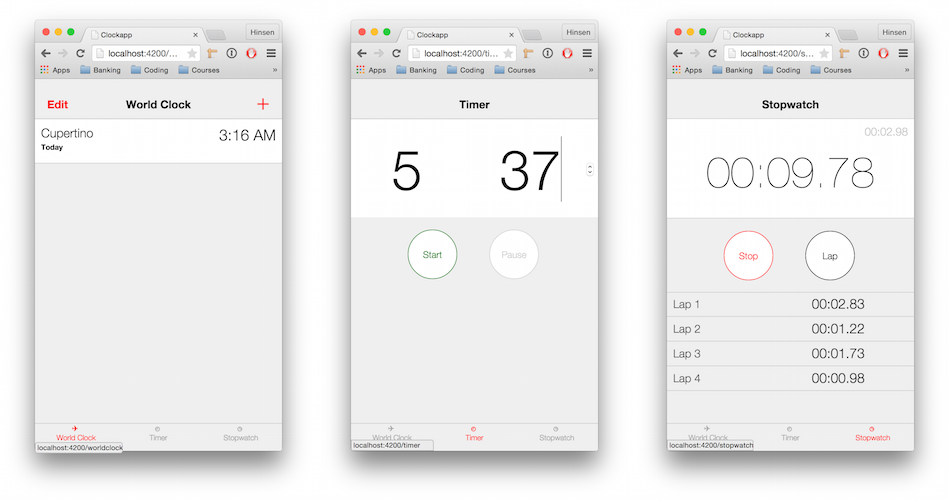 Clockapp
Hinsen
localhost:4200/...
Apps Banking Coding Courses »
Edit World Clock +
Cupertino 3:16 AM
Today
World Clock Timer Stopwatch
localhost:4200/worldclock
Clockapp
Hinsen
localhost:4200/ti...
Apps Banking Coding Courses »
Timer
5 37
Start Pause
World Clock Timer Stopwatch
localhost:4200/timer
Clockapp
Hinsen
localhost:4200/s...
Apps Banking Coding Courses »
Stopwatch
00:02.98
00:09.78
Stop Lap
Lap 1 00:02.83
Lap 2 00:01.22
Lap 3 00:01.73
Lap 4 00:00.98
World Clock Timer Stopwatch
localhost:4200/stopwatch